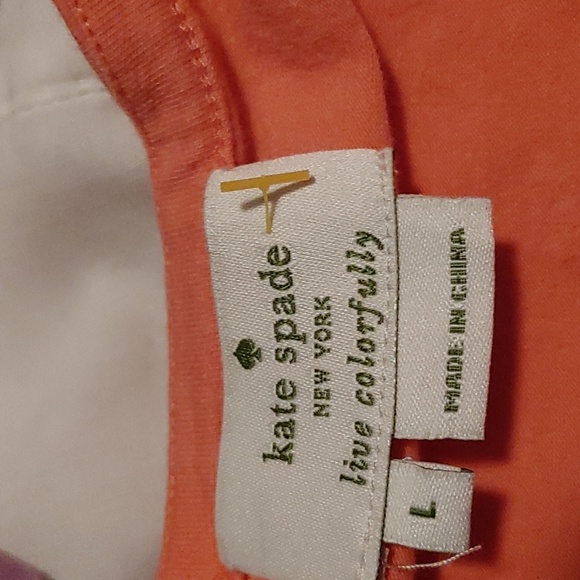 kate spade
NEW YORK
live colorfully
MADE IN CHINA
L